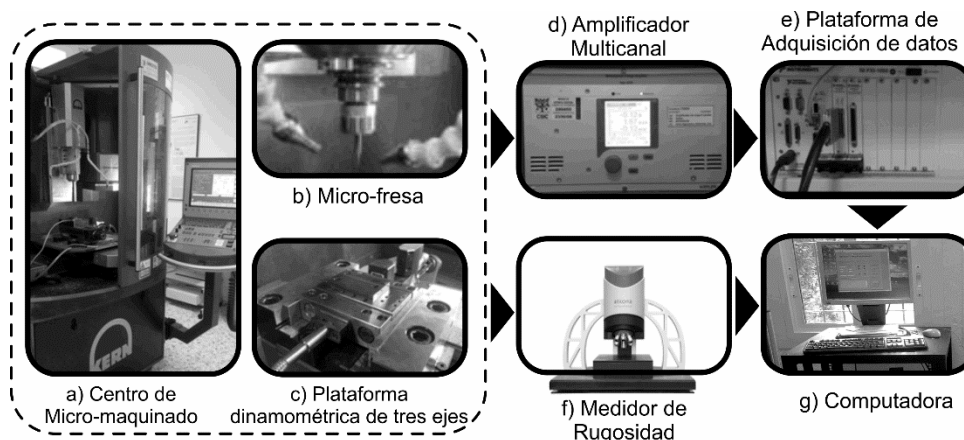 d) Amplificador
Multicanal
e) Plataforma de
Adquisición de datos
b) Micro-fresa
KERN
a) Centro de
Micro-maquinado
c) Plataforma
dinamométrica de tres ejes
f) Medidor de
Rugosidad
g) Computadora